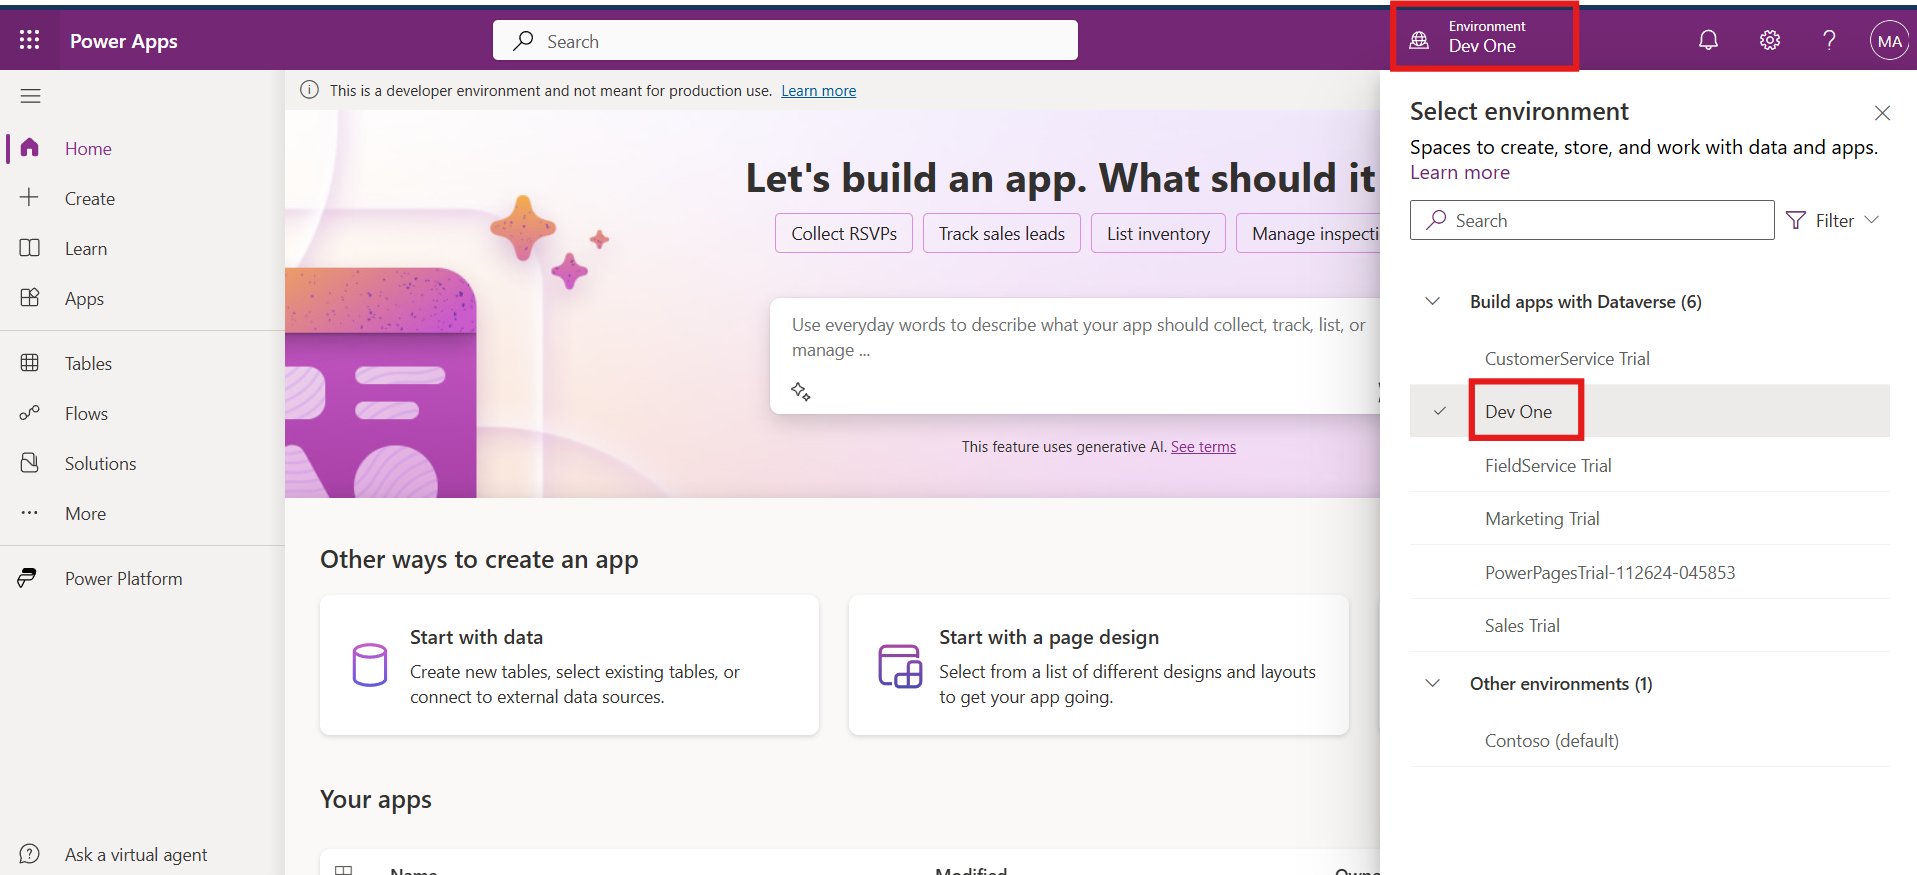 Power Apps
Search
Environment
Dev One
MA
This is a developer environment and not meant for production use. Learn more
Home
Create
Learn
Apps
Tables
Flows
Solutions
More
Power Platform
Ask a virtual agent
Let's build an app. What should it
Collect RSVPs
Track sales leads
List inventory
Manage inspecti
Use everyday words to describe what your app should collect, track, list, or
manage ...
This feature uses generative AI. See terms
Other ways to create an app
Start with data
Create new tables, select existing tables, or
connect to external data sources.
Start with a page design
Select from a list of different designs and layouts
to get your app going.
Your apps
Name
Modified
Owne
Select environment
Spaces to create, store, and work with data and apps.
Learn more
Search
Filter
Build apps with Dataverse (6)
CustomerService Trial
Dev One
FieldService Trial
Marketing Trial
PowerPagesTrial-112624-045853
Sales Trial
Other environments (1)
Contoso (default)